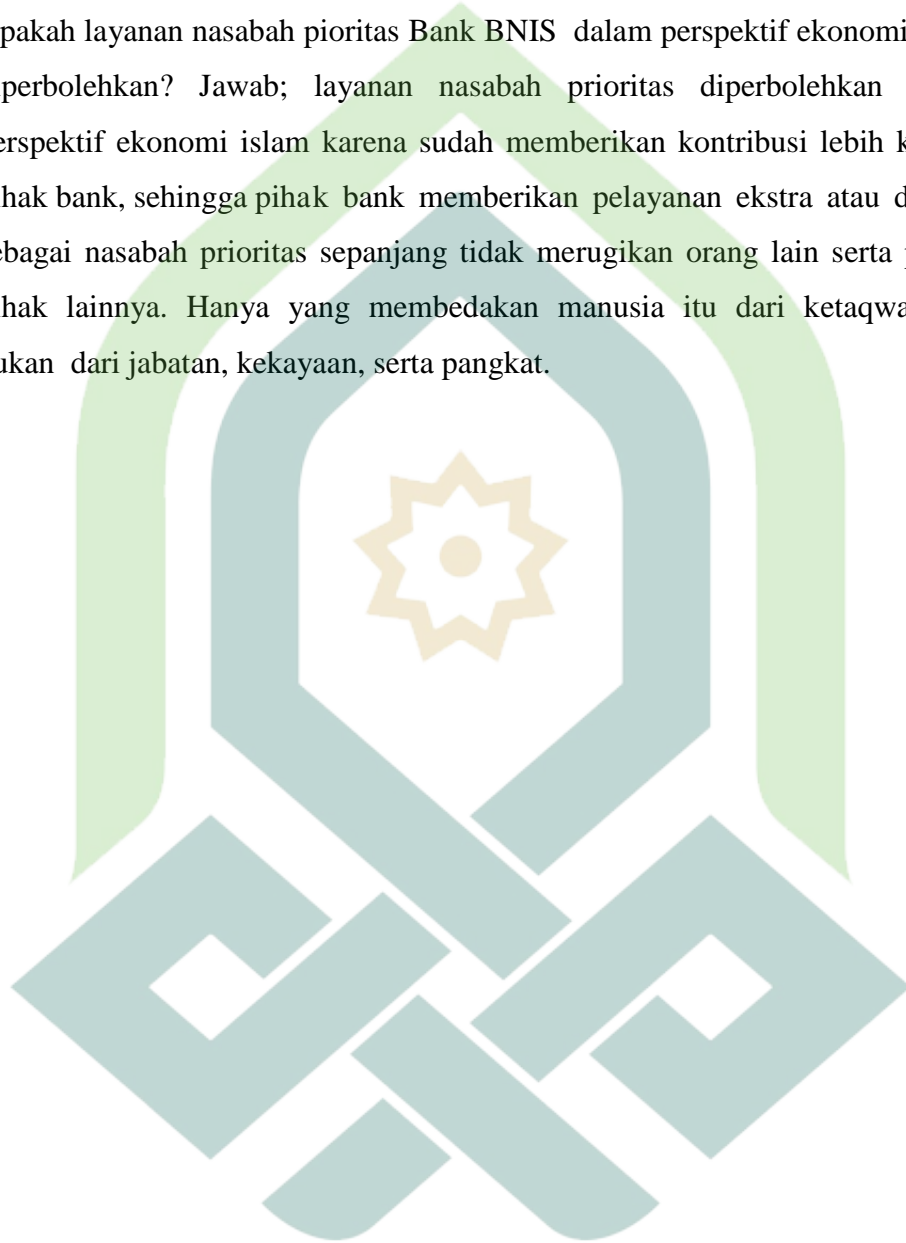 pakah layanan nasabah pioritas Bank BNIS dalam perspektif ekonomi
perbolehkan? Jawab; layanan nasabah prioritas diperbolehkan
erspektif ekonomi islam karena sudah memberikan kontribusi lebih k
hak bank, sehingga pihak bank memberikan pelayanan ekstra atau d
ebagai nasabah prioritas sepanjang tidak merugikan orang lain serta
hak lainnya. Hanya yang membedakan manusia itu dari ketaqwa
ukan dari jabatan, kekayaan, serta pangkat.